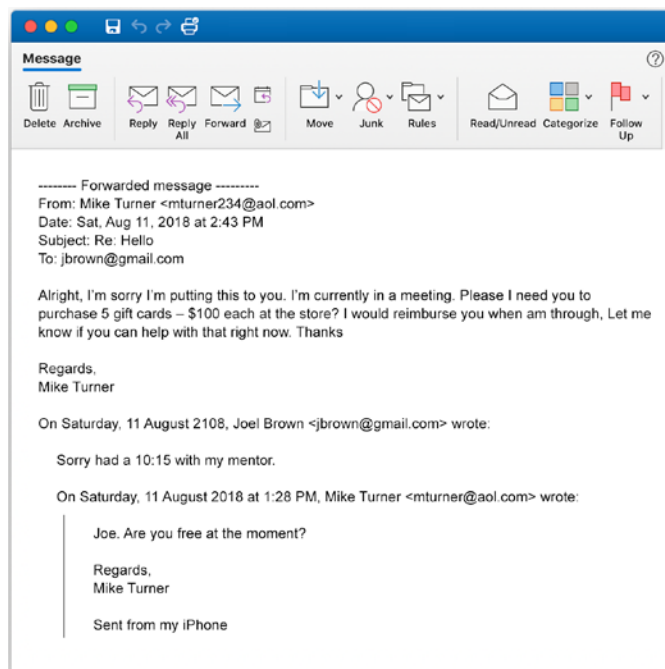 Message
?
Delete Archive Reply Reply All Forward Move Junk Rules Read/Unread Categorize Follow Up
-------- Forwarded message ---------
From: Mike Turner <mturner234@aol.com>
Date: Sat, Aug 11, 2018 at 2:43 PM
Subject: Re: Hello
To: jbrown@gmail.com
Alright, I'm sorry I'm putting this to you. I'm currently in a meeting. Please I need you to
purchase 5 gift cards – $100 each at the store? I would reimburse you when am through, Let me
know if you can help with that right now. Thanks
Regards,
Mike Turner
On Saturday, 11 August 2108, Joel Brown <jbrown@gmail.com> wrote:
Sorry had a 10:15 with my mentor.
On Saturday, 11 August 2018 at 1:28 PM, Mike Turner <mturner@aol.com> wrote:
Joe. Are you free at the moment?
Regards,
Mike Turner
Sent from my iPhone